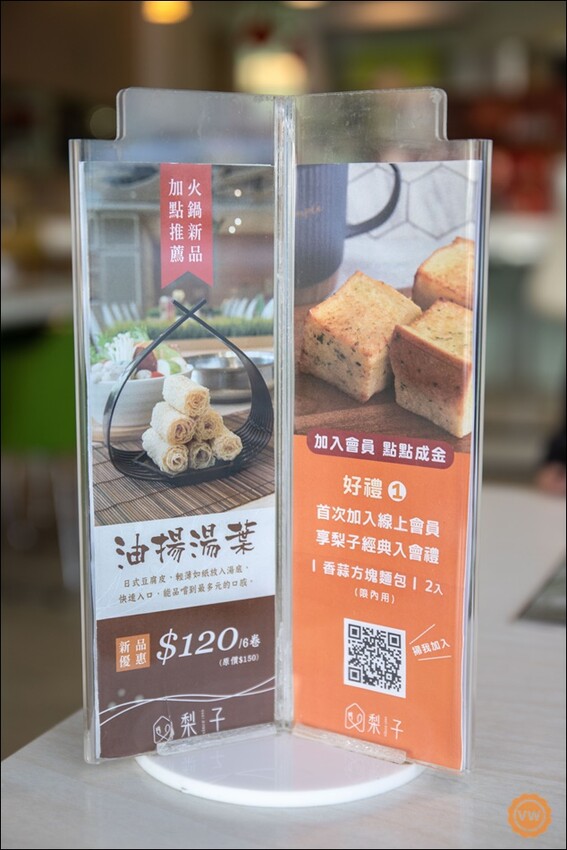 火鍋新品
加點推薦
油揚湯葉
日式豆腐皮，輕薄如紙放入湯底，
快速入口，能品嚐到最多元的口感。
新品
優惠
$120/6卷
(原價$150)
梨子
加入會員 點點成金
好禮1
首次加入線上會員
享梨子經典入會禮
| 香蒜方塊麵包 | 2入
(限內用)
掃我加入
梨子
VW